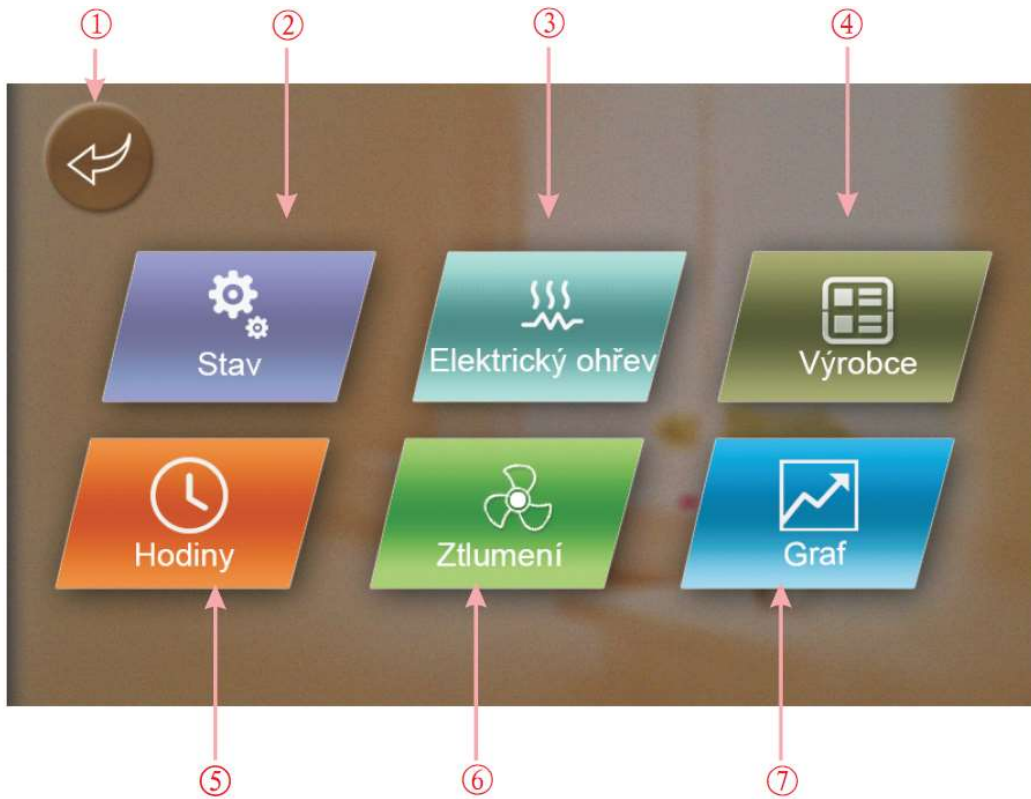 ① ② ③ ④
Stav
Elektrický ohřev
Výrobce
Hodiny
Ztlumení
Graf
⑤ ⑥ ⑦